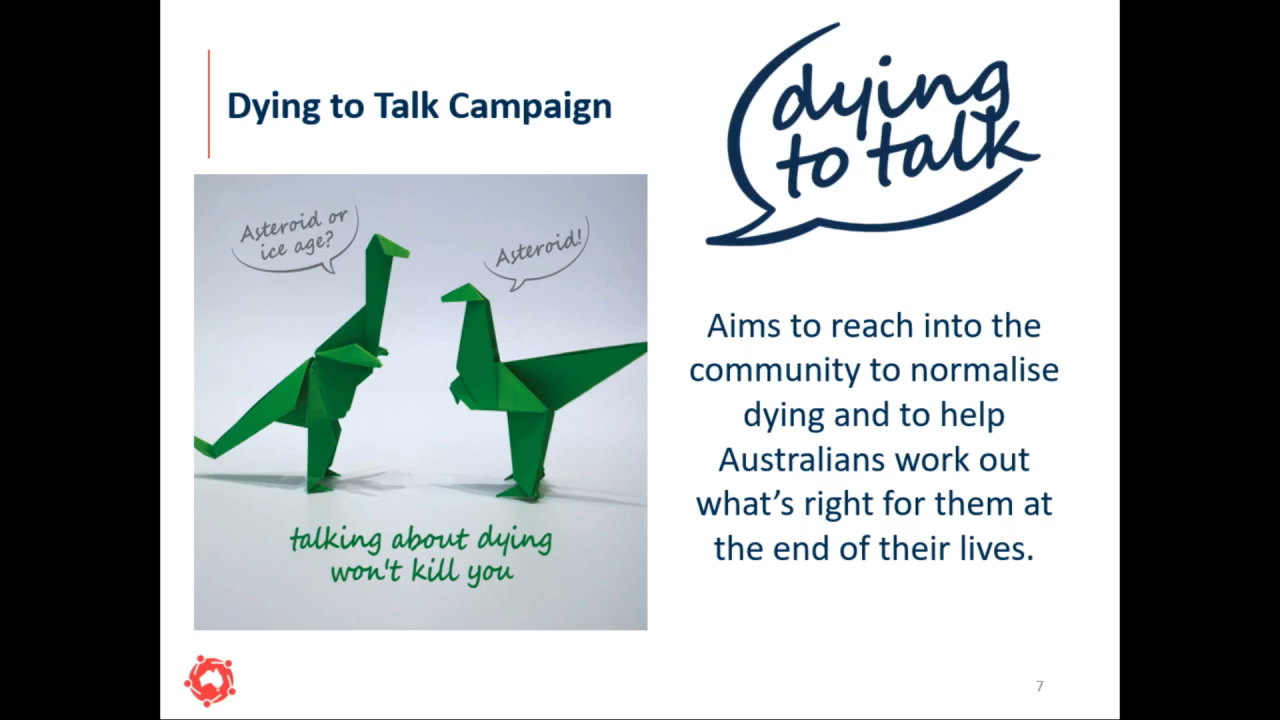 Dying to Talk Campaign
dying
to talk
Asteroid or
ice age?
Asteroid!
talking about dying
won't kill you
Aims to reach into the
community to normalise
dying and to help
Australians work out
what’s right for them at
the end of their lives.
7